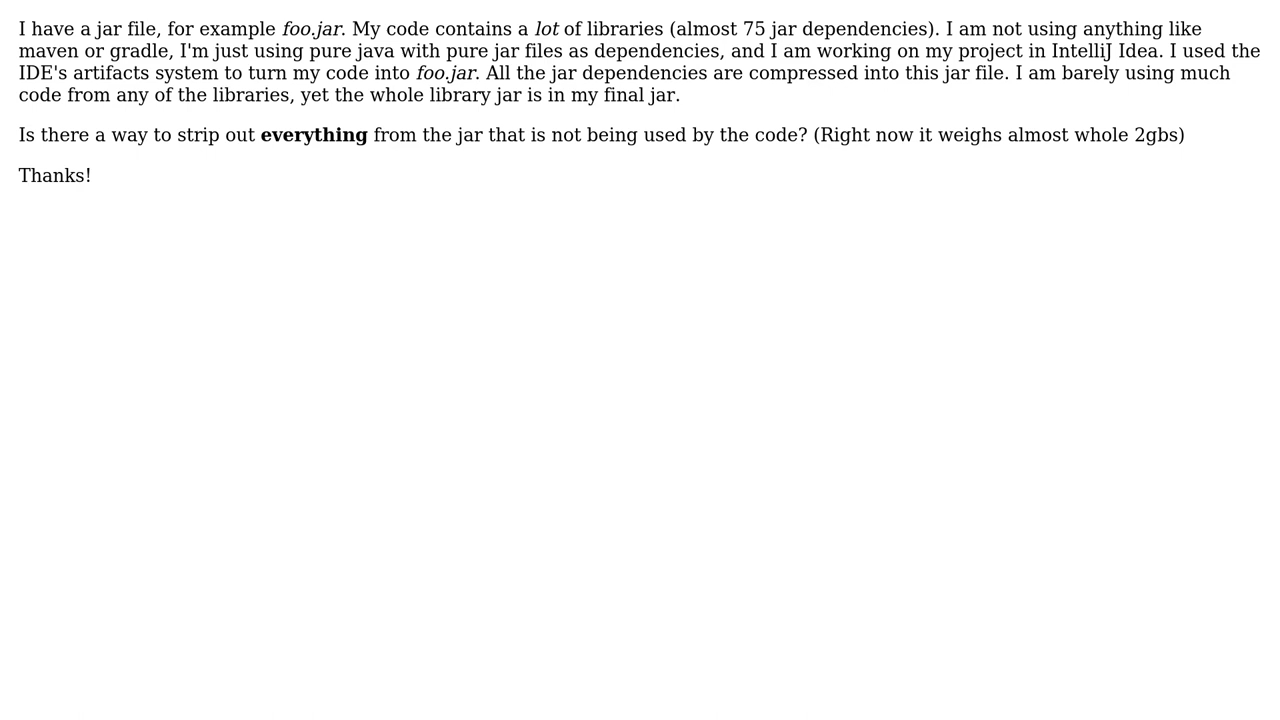 I have a jar file, for example foo.jar. My code contains a lot of libraries (almost 75 jar dependencies). I am not using anything like
maven or gradle, I'm just using pure java with pure jar files as dependencies, and I am working on my project in IntelliJ Idea. I used the
IDE's artifacts system to turn my code into foo.jar. All the jar dependencies are compressed into this jar file. I am barely using much
code from any of the libraries, yet the whole library jar is in my final jar.
Is there a way to strip out everything from the jar that is not being used by the code? (Right now it weighs almost whole 2gbs)
Thanks!